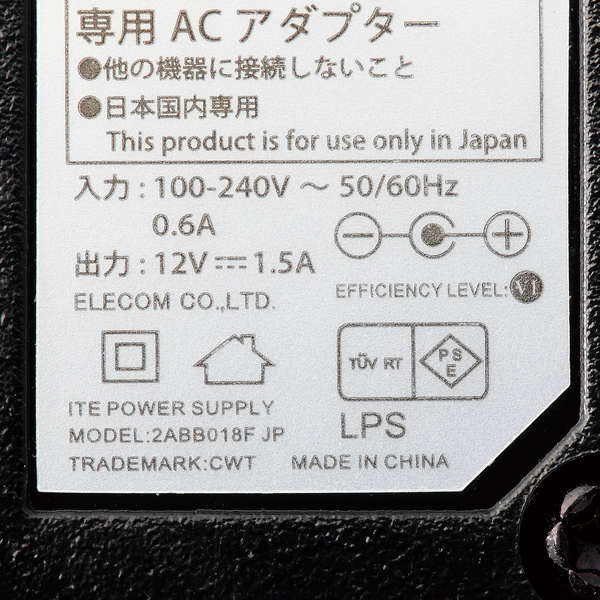 専用 AC アダプター
●他の機器に接続しないこと
●日本国内専用
This product is for use only in Japan
入力 : 100-240V ～ 50/60Hz
0.6A
出力 : 12V⎓1.5A
ELECOM CO.,LTD.
EFFICIENCY LEVEL: VI
TÜV RT
PS
E
ITE POWER SUPPLY
MODEL:2ABB018F JP
LPS
TRADEMARK:CWT
MADE IN CHINA